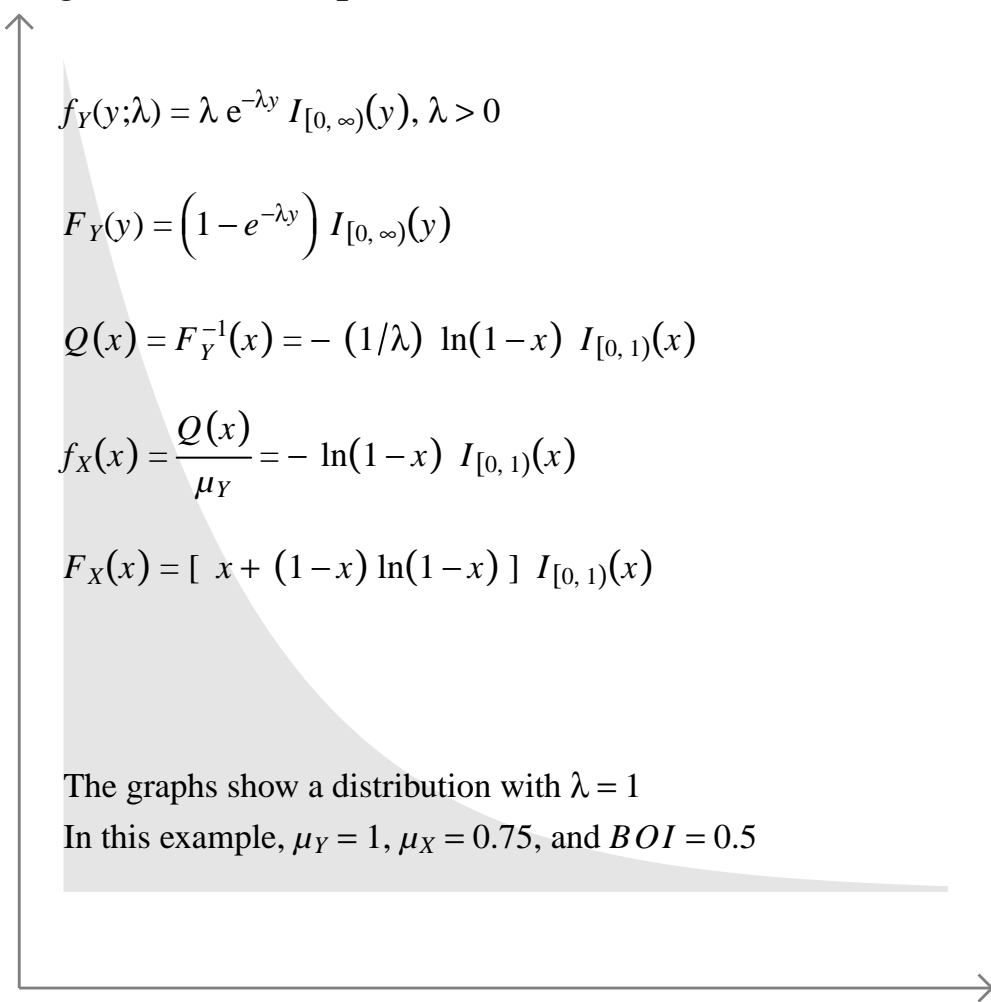 f_Y(y;λ) = λ e^{−λy} I_{[0, ∞)}(y), λ > 0
F_Y(y) = (1 − e^{−λy}) I_{[0, ∞)}(y)
Q(x) = F_Y^{−1}(x) = − (1/λ) ln(1 − x) I_{[0, 1)}(x)
f_X(x) = Q(x)/μ_Y = − ln(1 − x) I_{[0, 1)}(x)
F_X(x) = [ x + (1 − x) ln(1 − x) ] I_{[0, 1)}(x)
The graphs show a distribution with λ = 1
In this example, μ_Y = 1, μ_X = 0.75, and BOI = 0.5